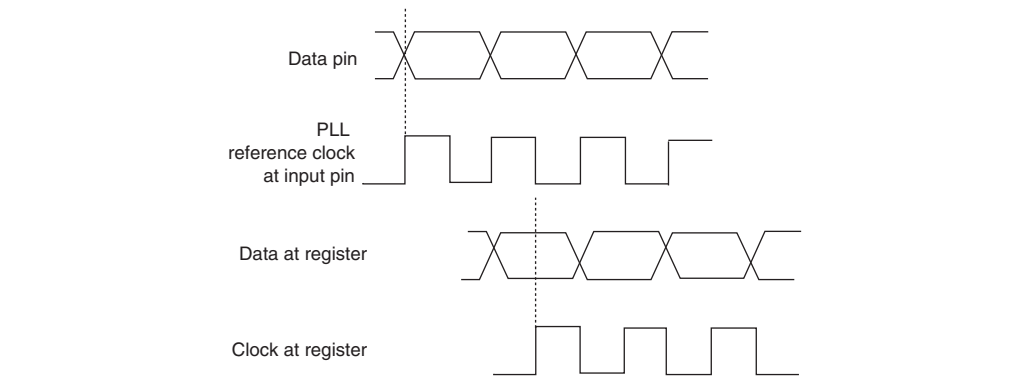 Data pin
PLL
reference clock
at input pin
Data at register
Clock at register